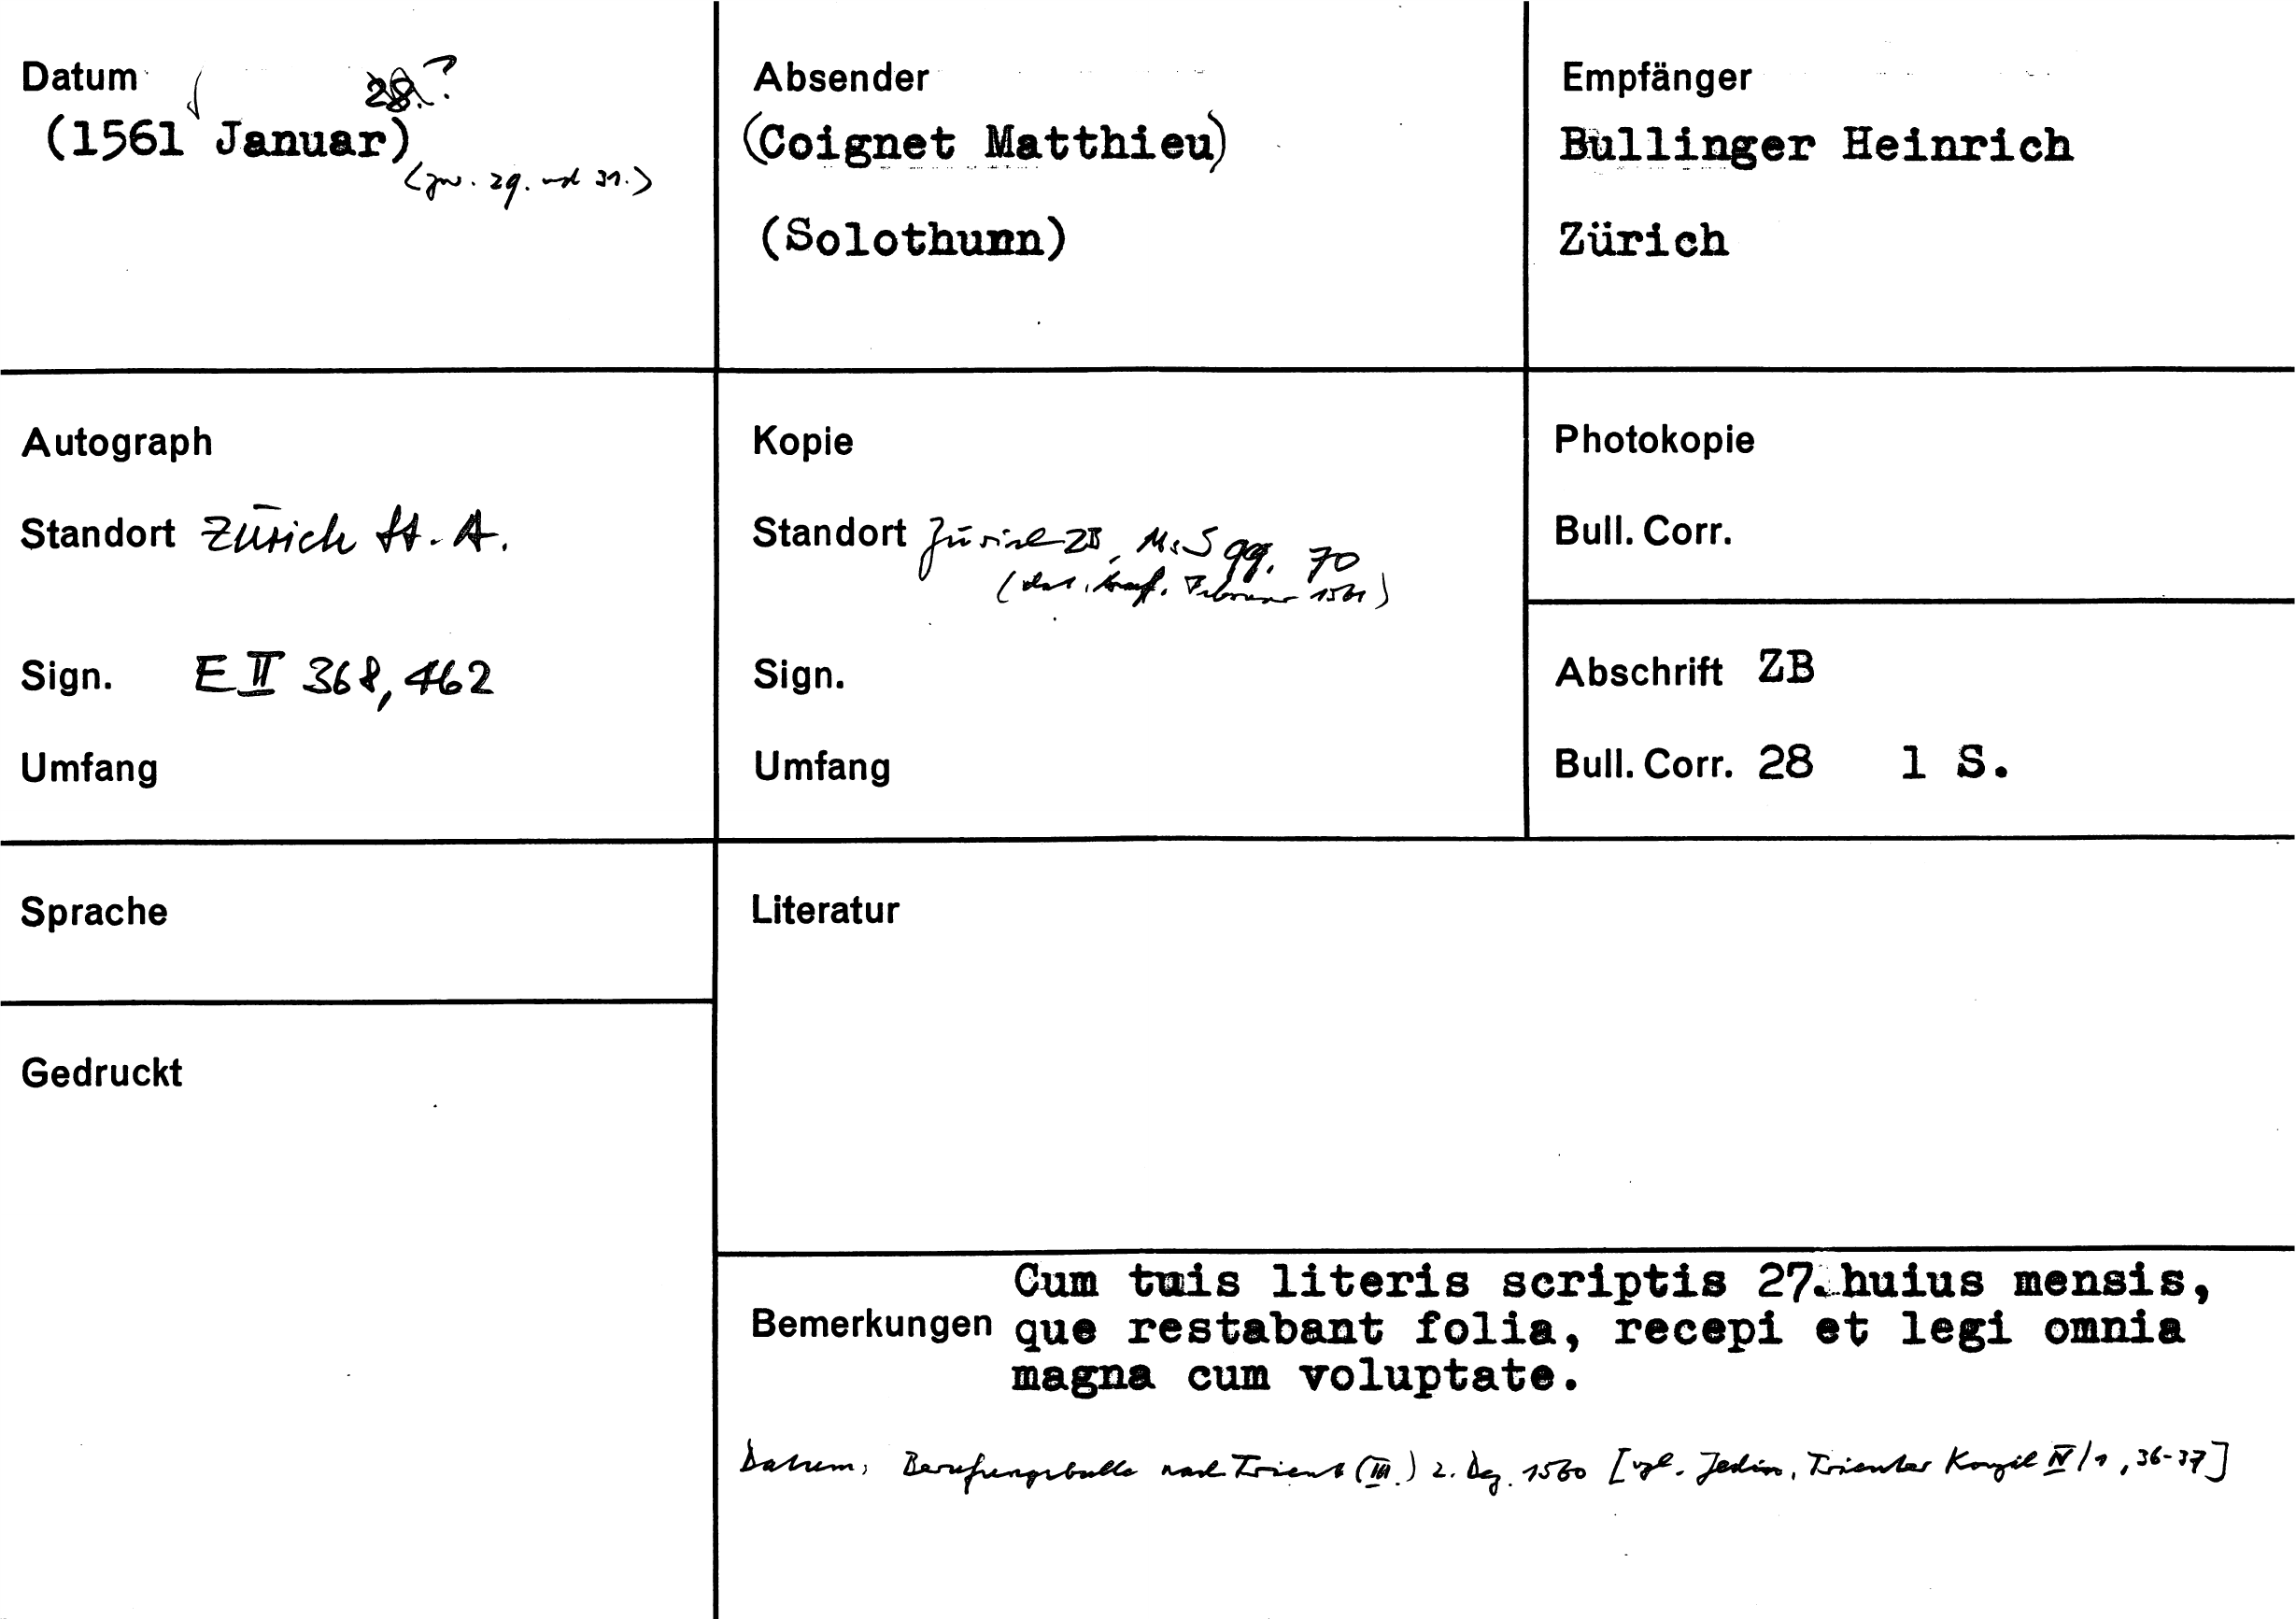 Datum 28.?
(1561 Januar)
(zw. 29. und 31.)
Absender
(Coignet Matthieu)
(Solothurn)
Empfänger
Bullinger Heinrich
Zürich
Autograph
Standort Zürich St. A.
Sign. E II 368, 462
Umfang
Kopie
Standort Zürich ZB, Ms S 99, 70
(dat. Anf. Februar 1561)
Sign.
Umfang
Photokopie
Bull. Corr.
Abschrift ZB
Bull. Corr. 28 1 S.
Sprache
Literatur
Gedruckt
Cum tuis literis scriptis 27. huius mensis,
Bemerkungen que restabant folia, recepi et legi omnia
magna cum voluptate.
Datum: Berufungsbulle nach Trient (III.) 2. Dez. 1560 [vgl. Jedin, Trienter Konzil IV/1, 36-37]